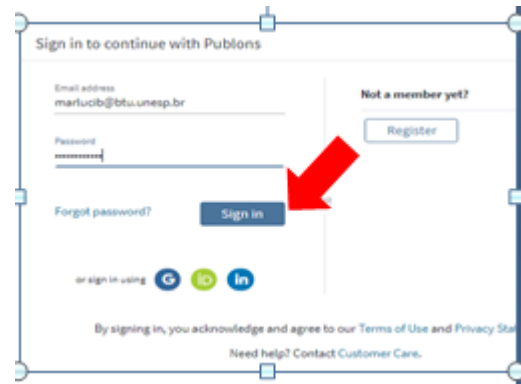 Sign in to continue with Publons
Email address
marlucib@btu.unesp.br
Not a member yet?
Register
Password
Forgot password?
Sign in
or sign in using G iD in
By signing, in, you acknowledge and agree to our Terms of Use and Privacy
Need help? Contact Customer Care.